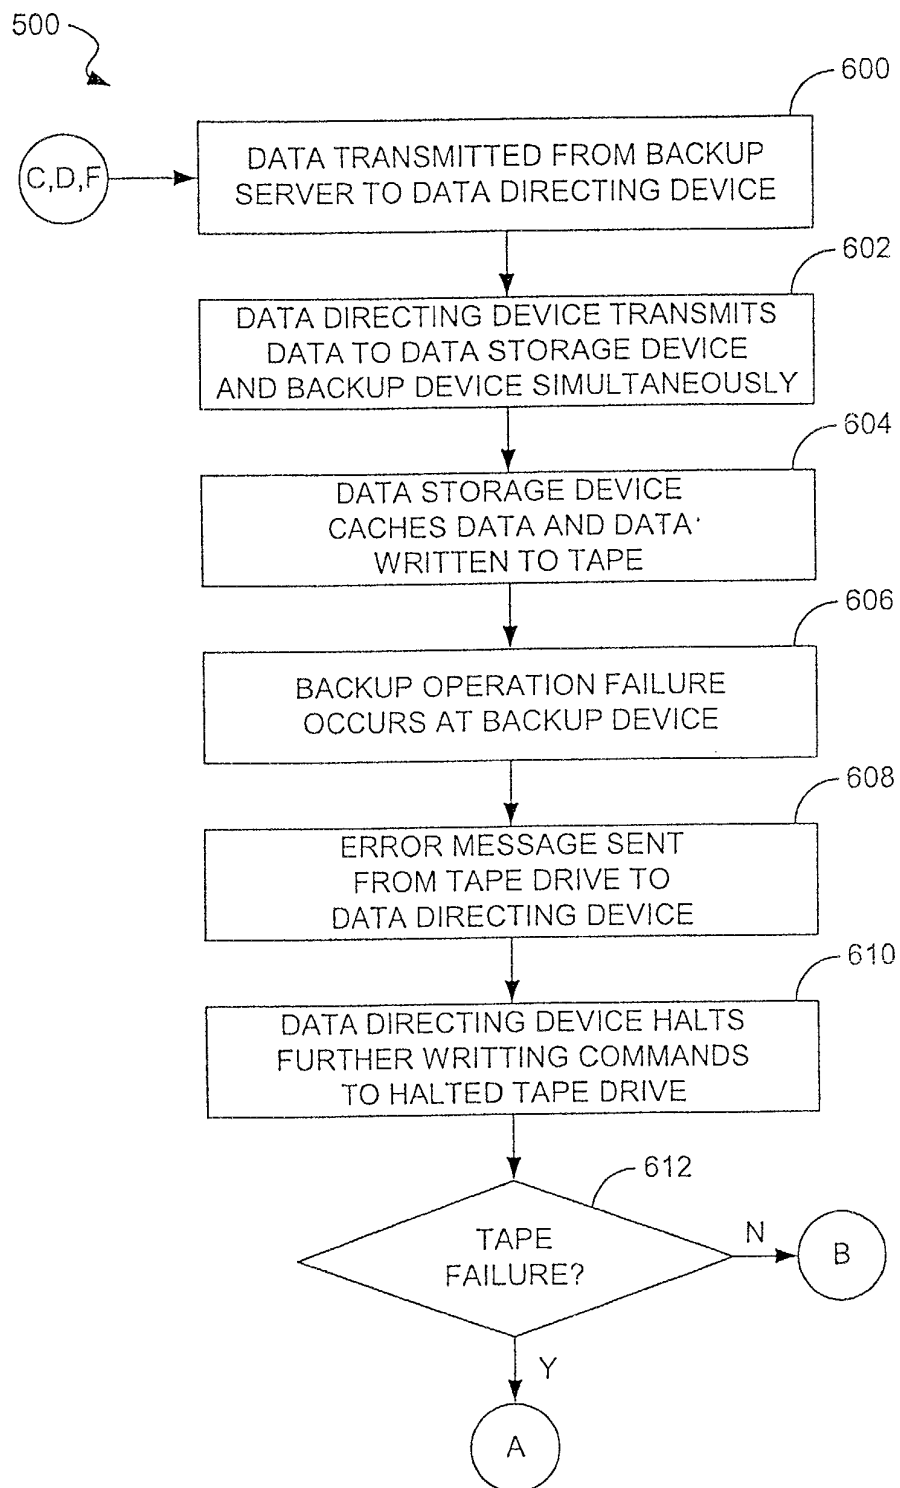 500
600
C,D,F
DATA TRANSMITTED FROM BACKUP
SERVER TO DATA DIRECTING DEVICE
602
DATA DIRECTING DEVICE TRANSMITS
DATA TO DATA STORAGE DEVICE
AND BACKUP DEVICE SIMULTANEOUSLY
604
DATA STORAGE DEVICE
CACHES DATA AND DATA
WRITTEN TO TAPE
606
BACKUP OPERATION FAILURE
OCCURS AT BACKUP DEVICE
608
ERROR MESSAGE SENT
FROM TAPE DRIVE TO
DATA DIRECTING DEVICE
610
DATA DIRECTING DEVICE HALTS
FURTHER WRITTING COMMANDS
TO HALTED TAPE DRIVE
612
TAPE
FAILURE?
N
B
Y
A